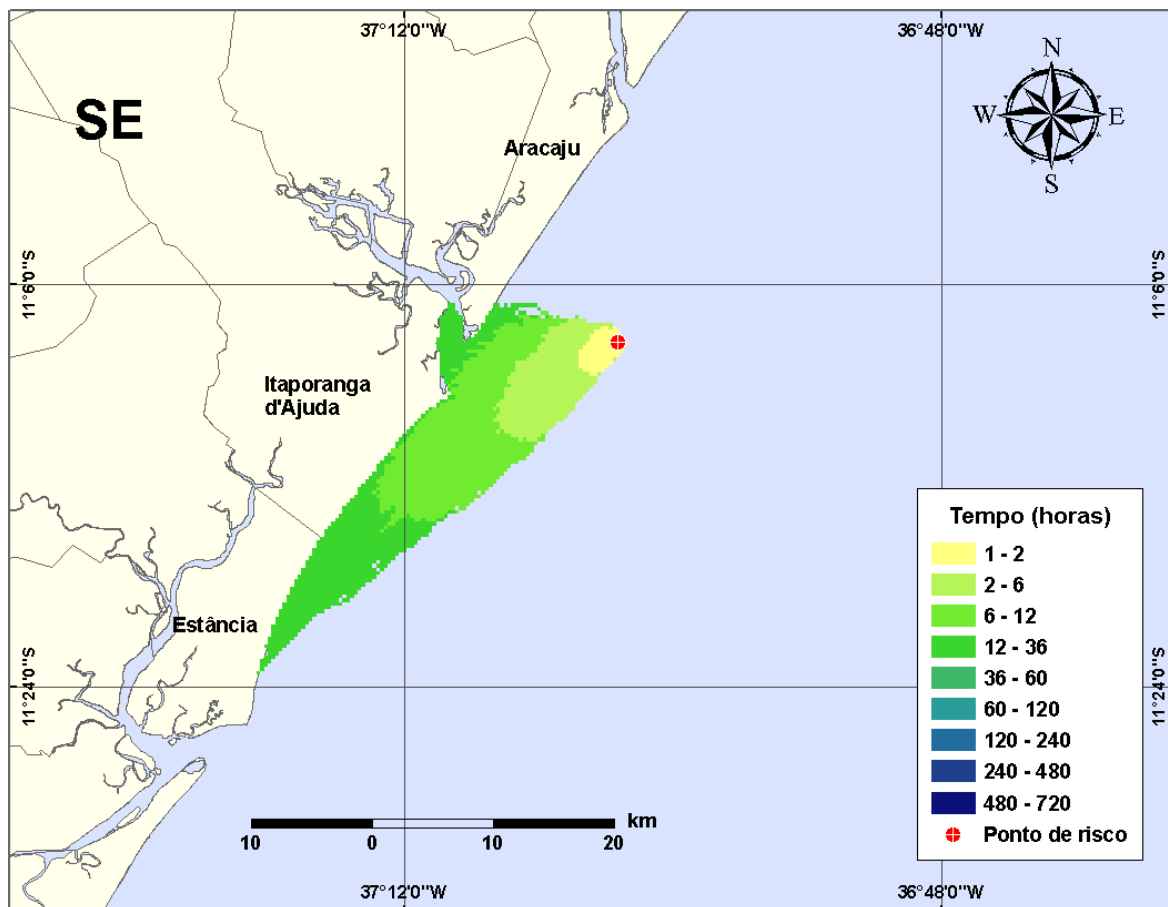 37°12'0"W
36°48'0"W
N
W
E
S
SE
Aracaju
11°6'0"S
11°6'0"S
Itaporanga
d'Ajuda
Estância
11°24'0"S
11°24'0"S
Tempo (horas)
1 - 2
2 - 6
6 - 12
12 - 36
36 - 60
60 - 120
120 - 240
240 - 480
480 - 720
Ponto de risco
km
10
0
10
20
37°12'0"W
36°48'0"W